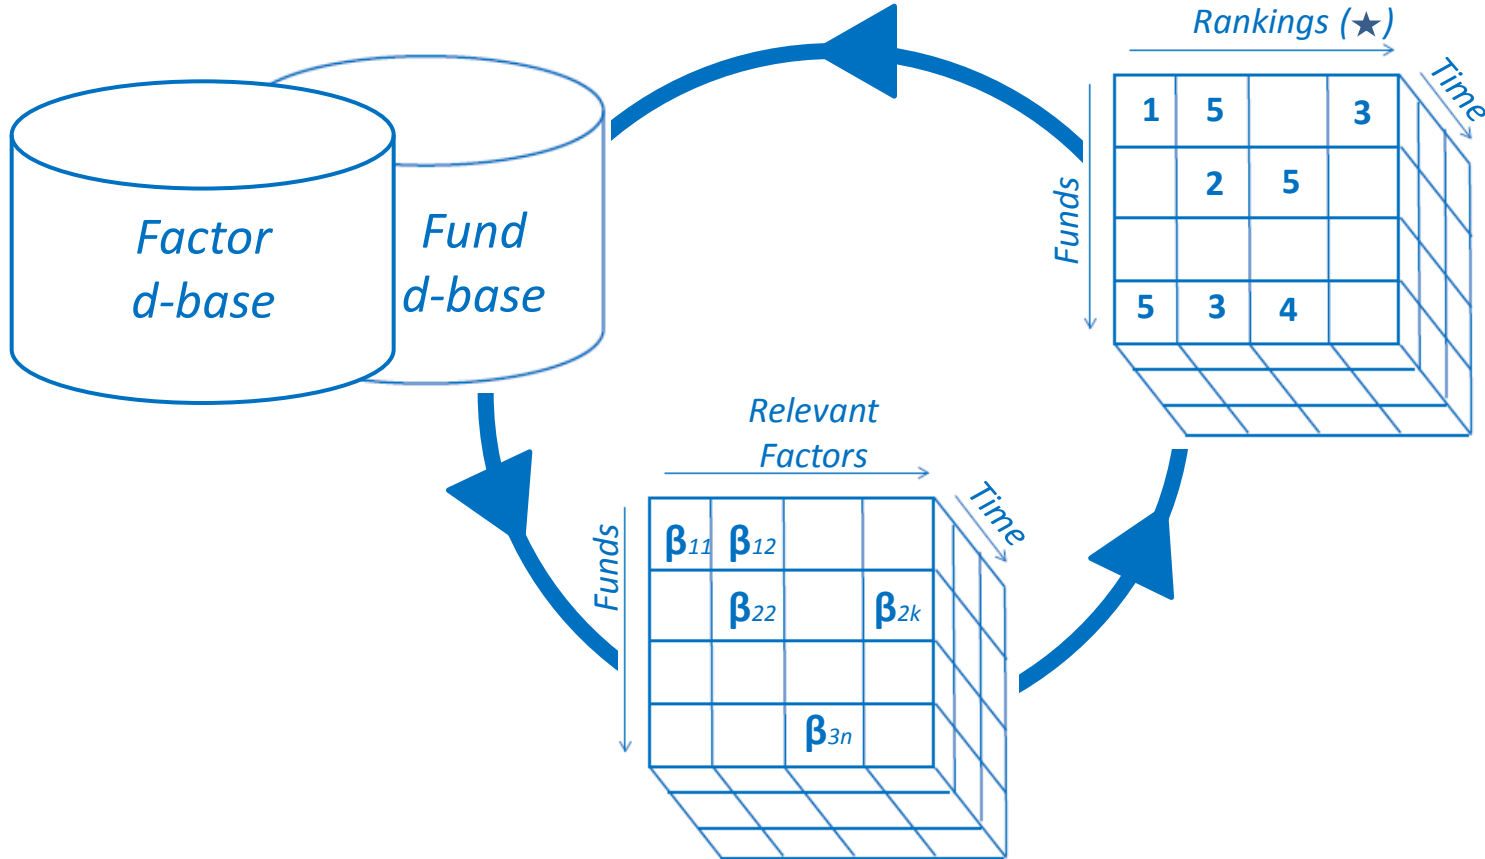 Factor
d-base
Fund
d-base
Rankings (★)
Time
Funds
1 5 3
2 5
5 3 4
Relevant
Factors
Time
Funds
β11 β12
β22 β2k
β3n